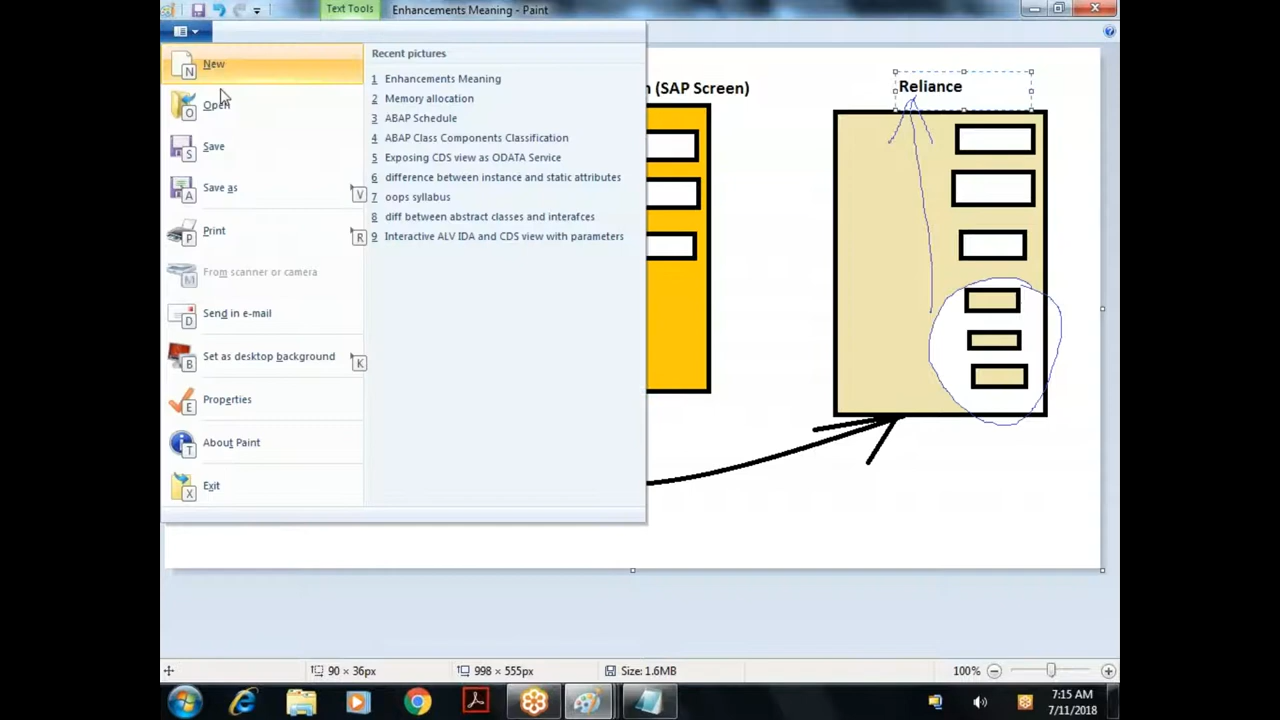 Text Tools
Enhancements Meaning - Paint
New
N
Open
O
Save
S
Save as
A
V
Print
P
R
From scanner or camera
M
Send in e-mail
D
Set as desktop background
B
K
Properties
E
About Paint
T
Exit
X
Recent pictures
1 Enhancements Meaning
2 Memory allocation
3 ABAP Schedule
4 ABAP Class Components Classification
5 Exposing CDS view as ODATA Service
6 difference between instance and static attributes
7 oops syllabus
8 diff between abstract classes and interafces
9 Interactive ALV IDA and CDS view with parameters
(SAP Screen)
Reliance
90 × 36px
998 × 555px
Size: 1.6MB
100%
7:15 AM
7/11/2018